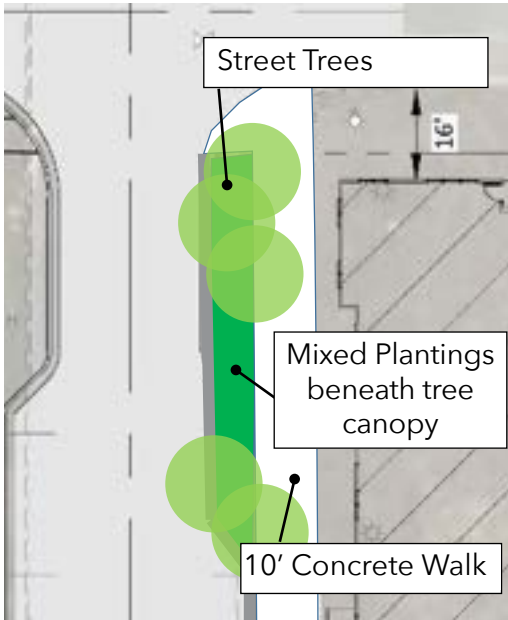 Street Trees
16'
Mixed Plantings
beneath tree
canopy
10’ Concrete Walk